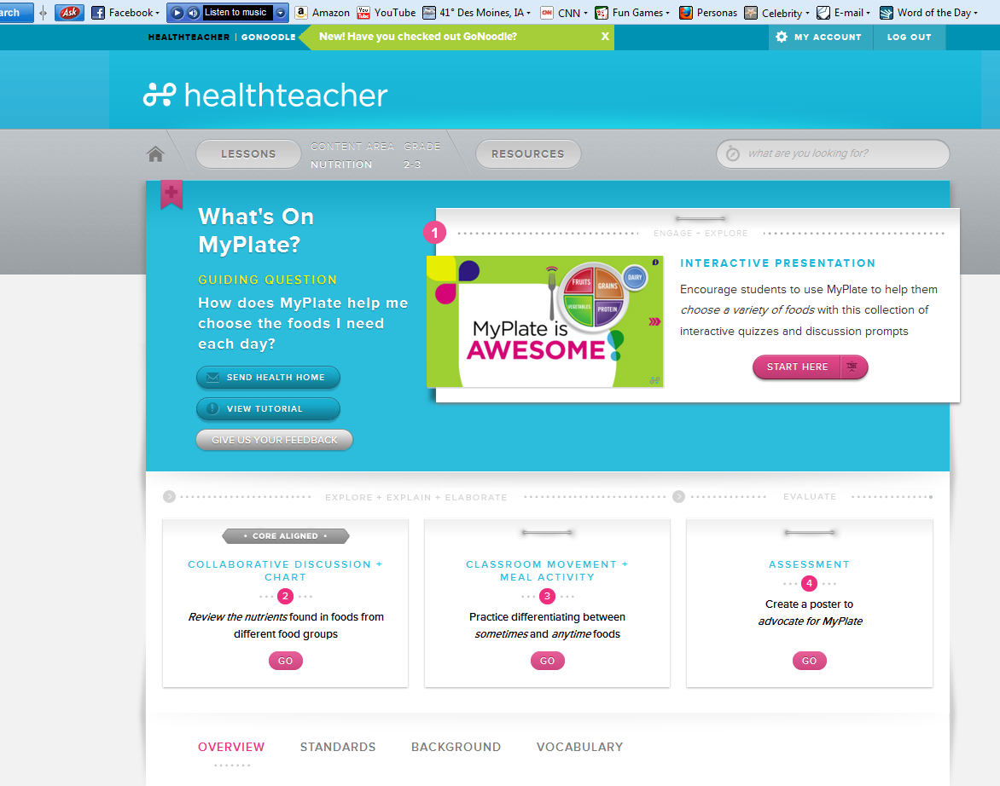 arch
Ask
Facebook
Listen to music
Amazon
YouTube
41° Des Moines, IA
CNN
Fun Games
Personas
Celebrity
E-mail
Word of the Day
HEALTHTEACHER | GONOODLE
New! Have you checked out GoNoodle?
X
MY ACCOUNT
LOG OUT
healthteacher
LESSONS
CONTENT AREA
NUTRITION
GRADE
2-3
RESOURCES
what are you looking for?
What's On
MyPlate?
GUIDING QUESTION
How does MyPlate help me
choose the foods I need
each day?
SEND HEALTH HOME
VIEW TUTORIAL
GIVE US YOUR FEEDBACK
1
ENGAGE + EXPLORE
FRUITS
GRAINS
DAIRY
VEGETABLES
PROTEIN
MyPlate is
AWESOME!
INTERACTIVE PRESENTATION
Encourage students to use MyPlate to help them
choose a variety of foods with this collection of
interactive quizzes and discussion prompts
START HERE
EXPLORE + EXPLAIN + ELABORATE
EVALUATE
• CORE ALIGNED •
COLLABORATIVE DISCUSSION +
CHART
2
Review the nutrients found in foods from
different food groups
GO
CLASSROOM MOVEMENT +
MEAL ACTIVITY
3
Practice differentiating between
sometimes and anytime foods
GO
ASSESSMENT
4
Create a poster to
advocate for MyPlate
GO
OVERVIEW
STANDARDS
BACKGROUND
VOCABULARY